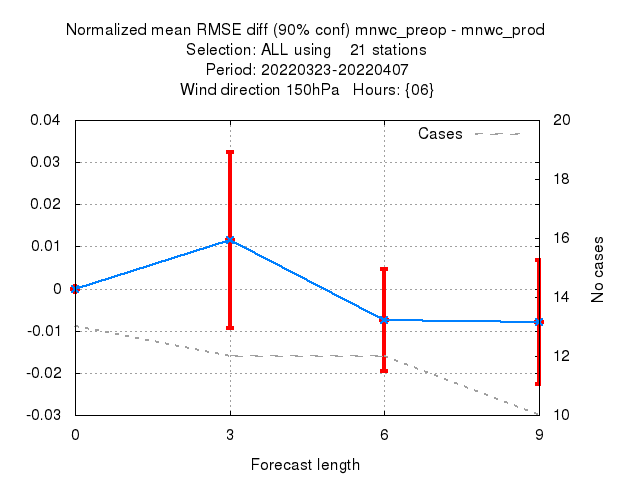 Normalized mean RMSE diff (90% conf) mnwc_preop - mnwc_prod
Selection: ALL using    21 stations
Period: 20220323-20220407
Wind direction 150hPa   Hours: {06}
0.04
0.04
0.03
0.02
0.01
0
-0.01
-0.02
-0.03
20
18
16
14
12
10
Cases
No cases
0
3
6
9
Forecast length